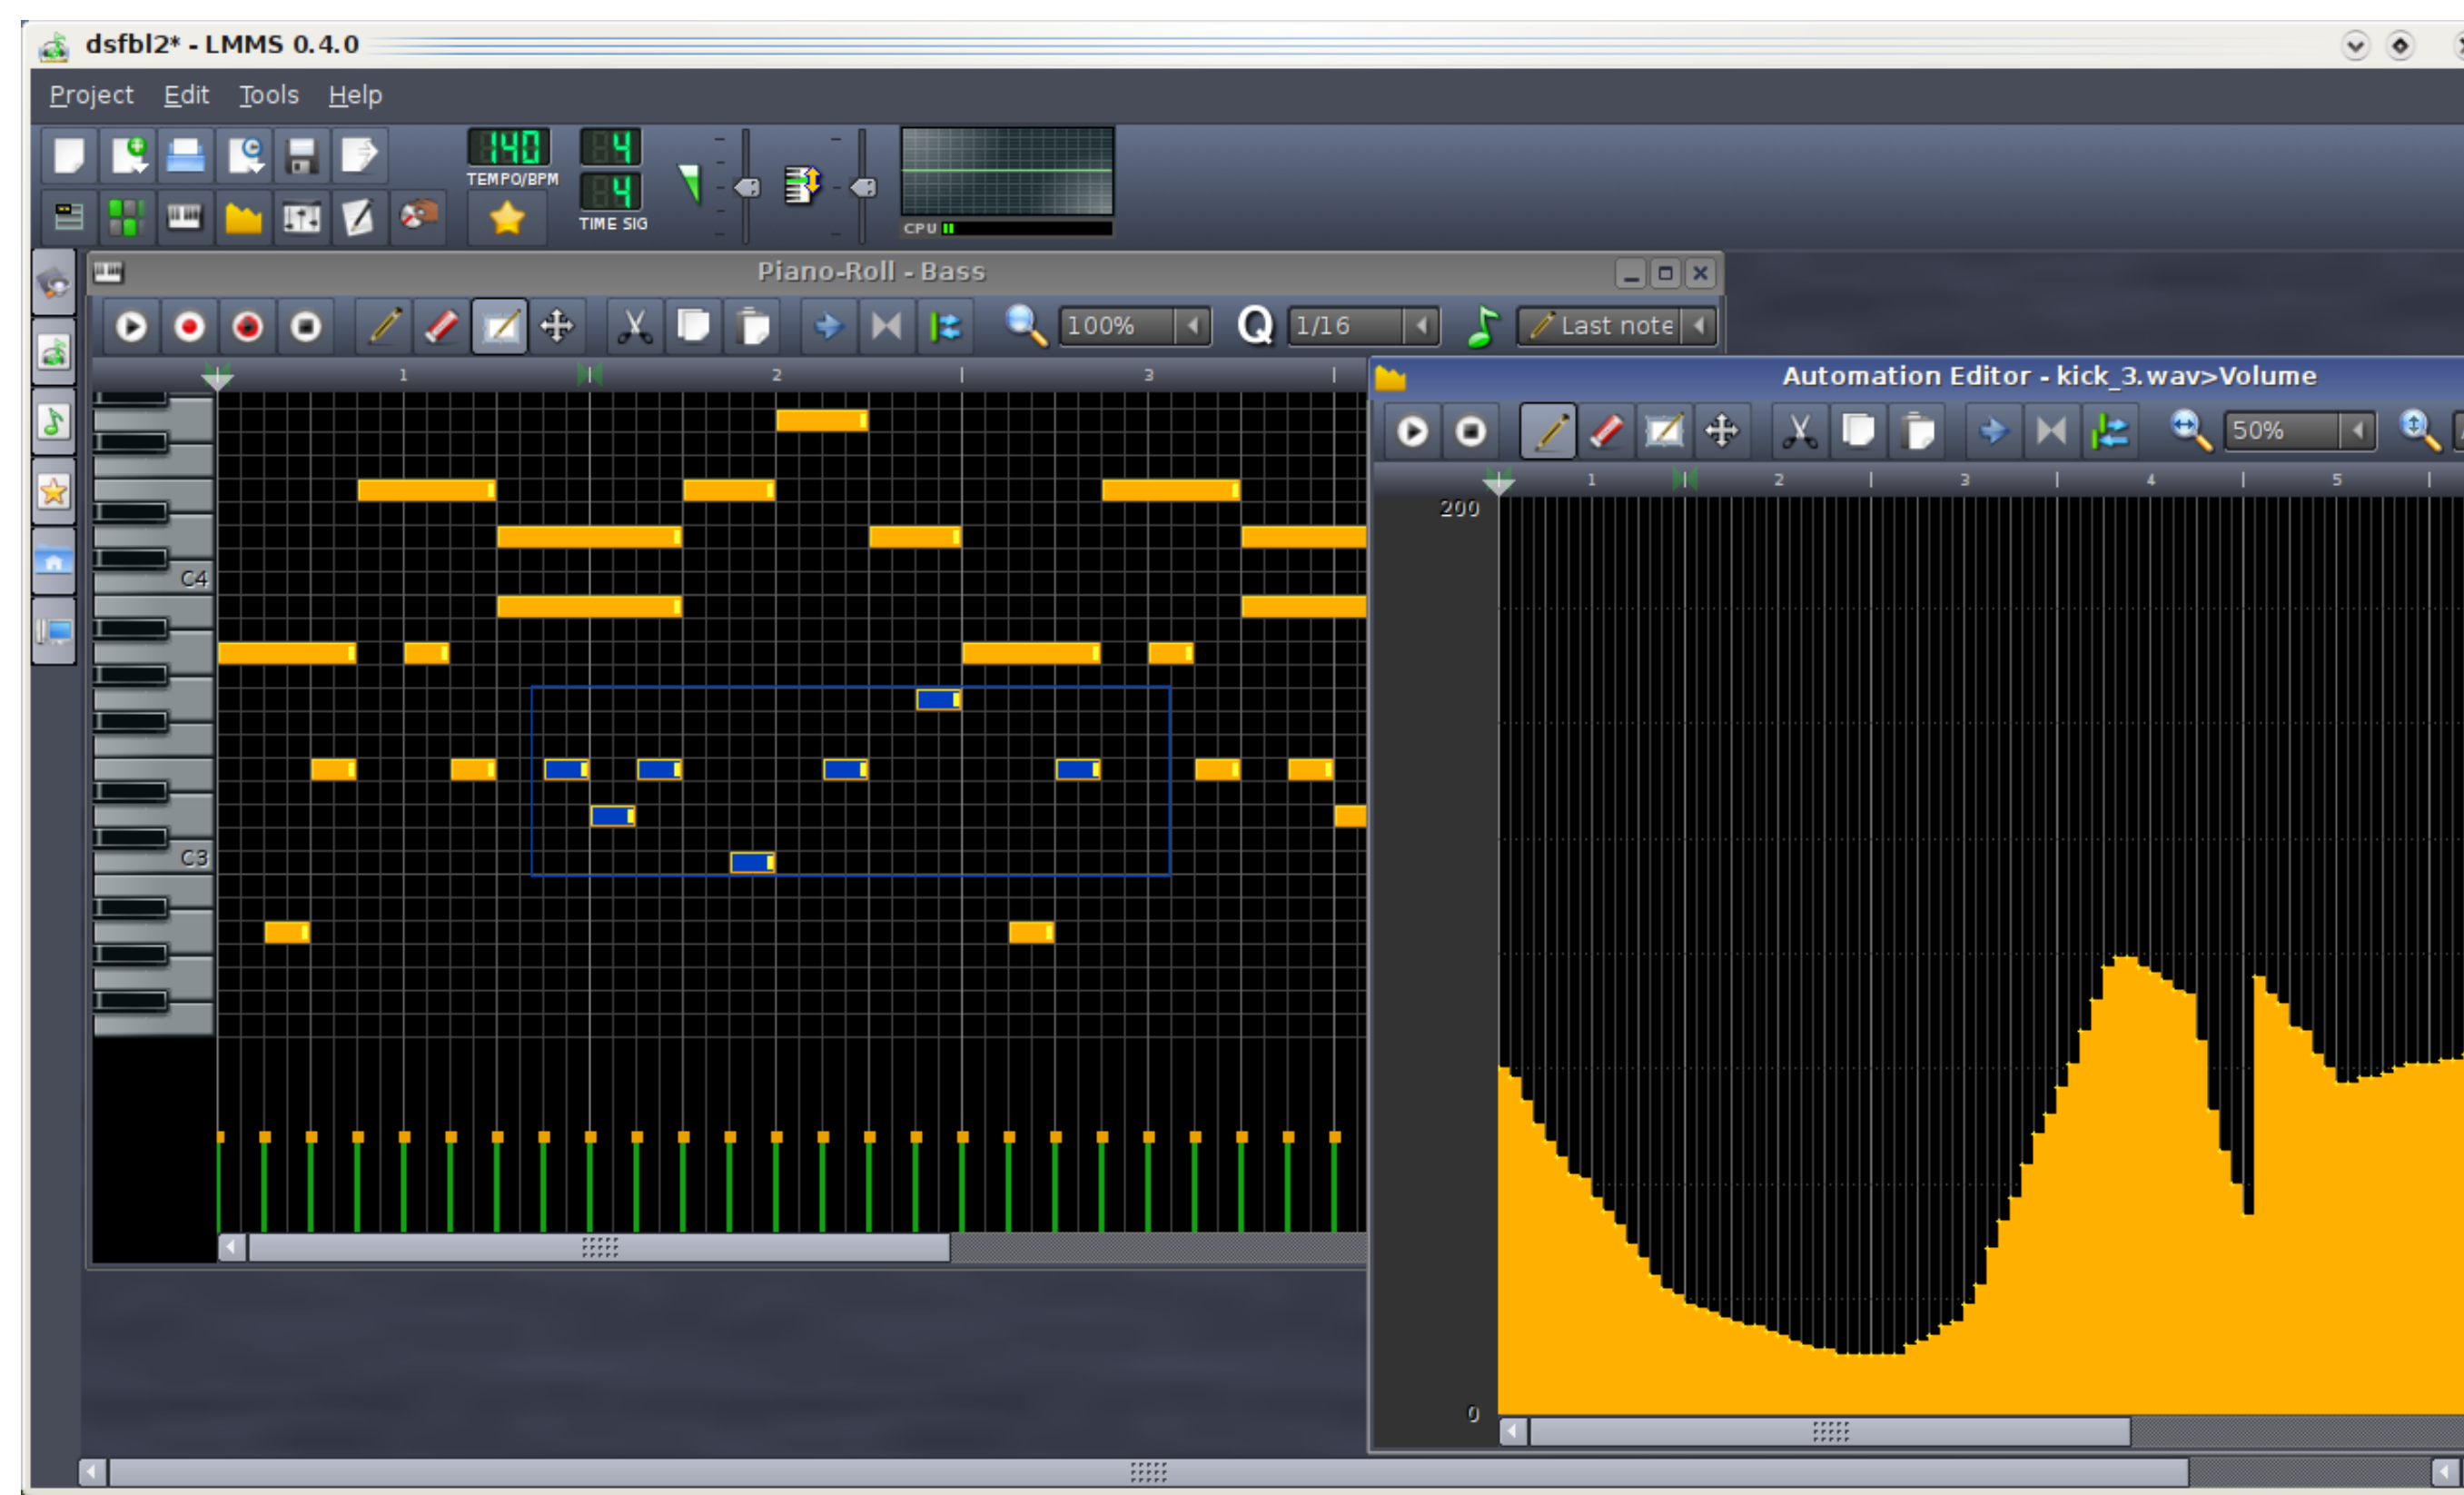 dsfbl2* - LMMS 0.4.0
Project Edit Tools Help
140
TEMPO/BPM
4
4
TIME SIG
CPU
Piano-Roll - Bass
100%
Q
1/16
Last note
1 2 3
C4
C3
Automation Editor - kick_3.wav>Volume
50%
1 2 3 4 5
200
0